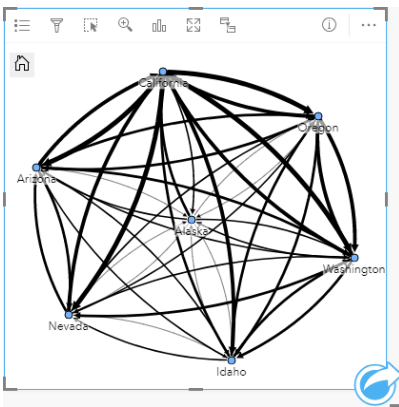 California
Oregon
Arizona
Alaska
Washington
Nevada
Idaho